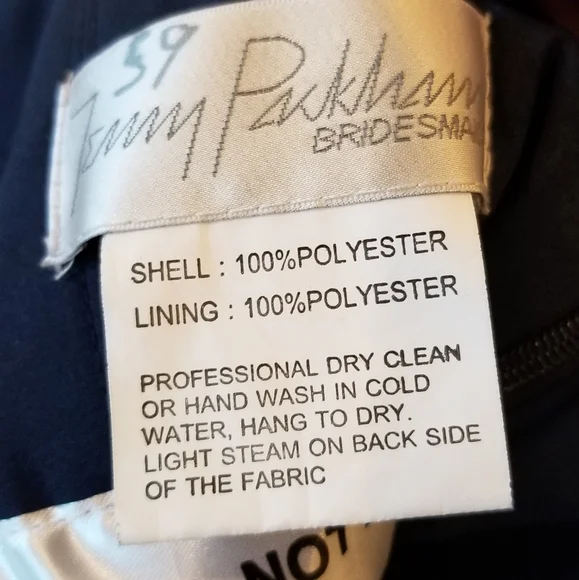 59
Jenny Packham
BRIDESMA
SHELL : 100%POLYESTER
LINING : 100%POLYESTER
PROFESSIONAL DRY CLEAN
OR HAND WASH IN COLD
WATER, HANG TO DRY.
LIGHT STEAM ON BACK SIDE
OF THE FABRIC
NOT